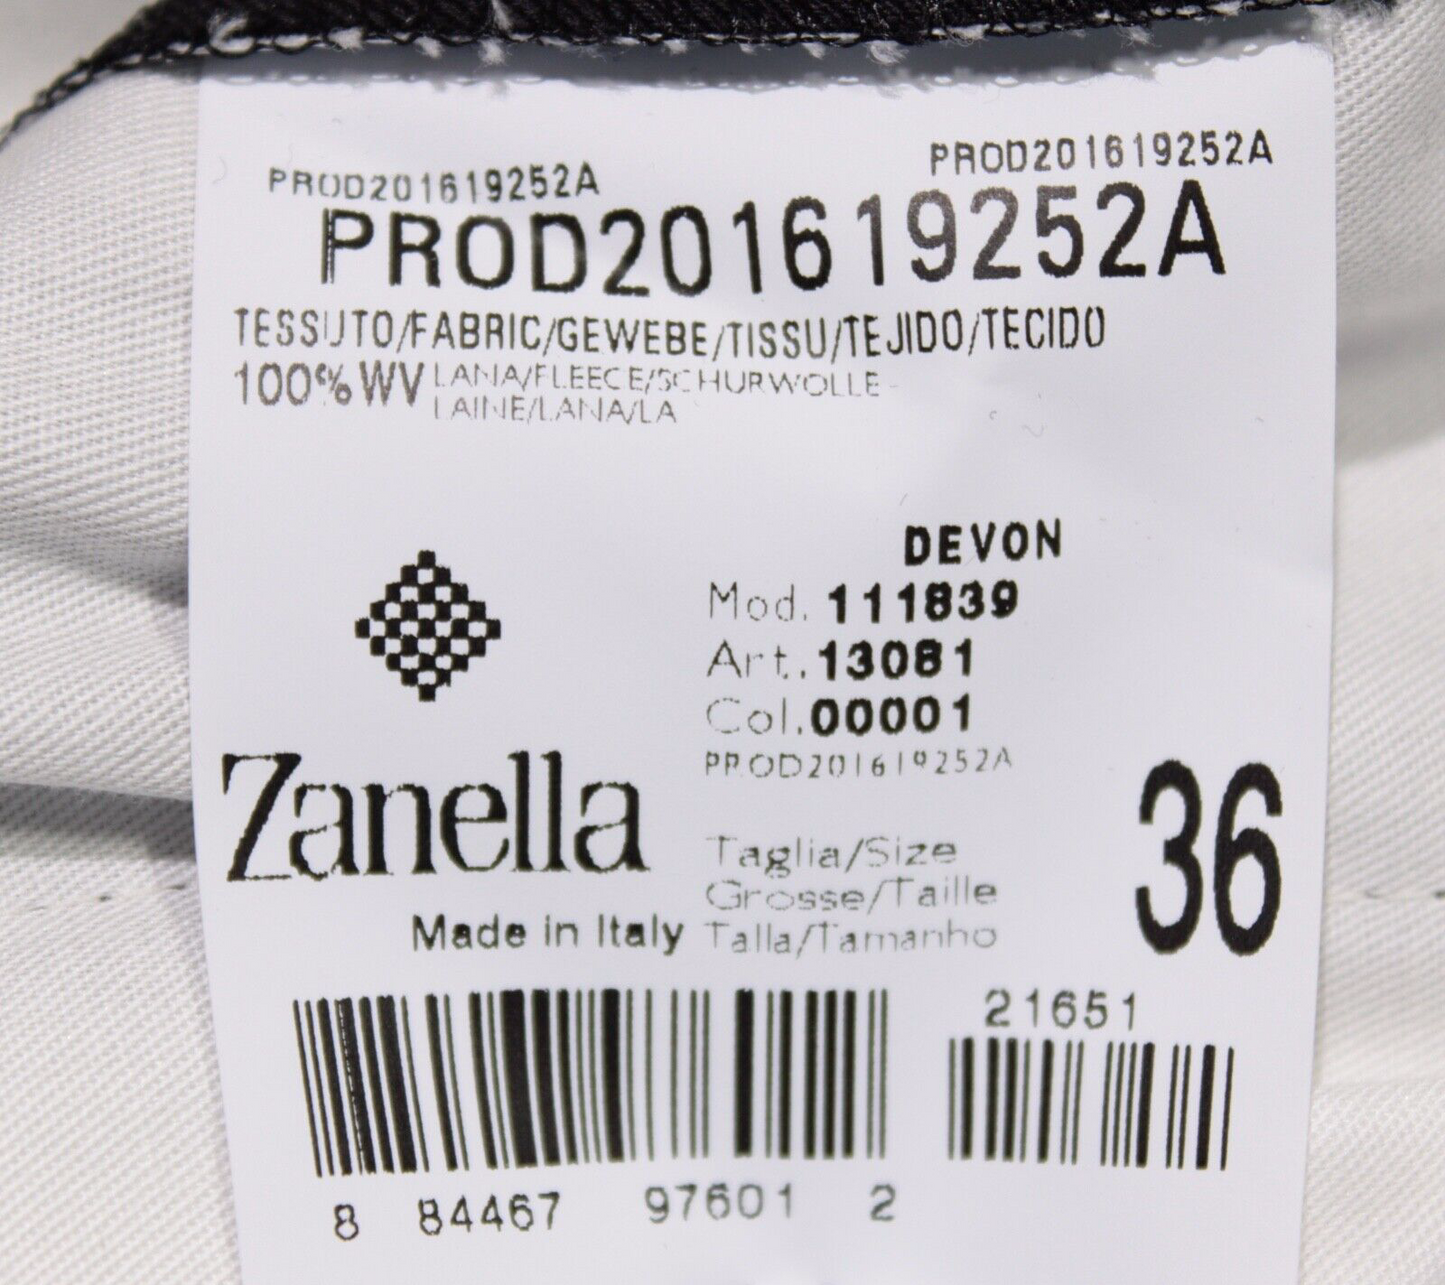 PROD201619252A
PROD201619252A
PROD201619252A
TESSUTO/FABRIC/GEWEBE/TISSU/TEJIDO/TECIDO
100% WV LANA/FLEECE/SCHURWOLLE-
LAINE/LANA/LA
DEVON
Mod. 111839
Art. 13081
Col. 00001
PROD201619252A
Zanella
Made in Italy
Taglia/Size
Grosse/Taille
Talla/Tamanho
36
21651
8 84467 97601 2